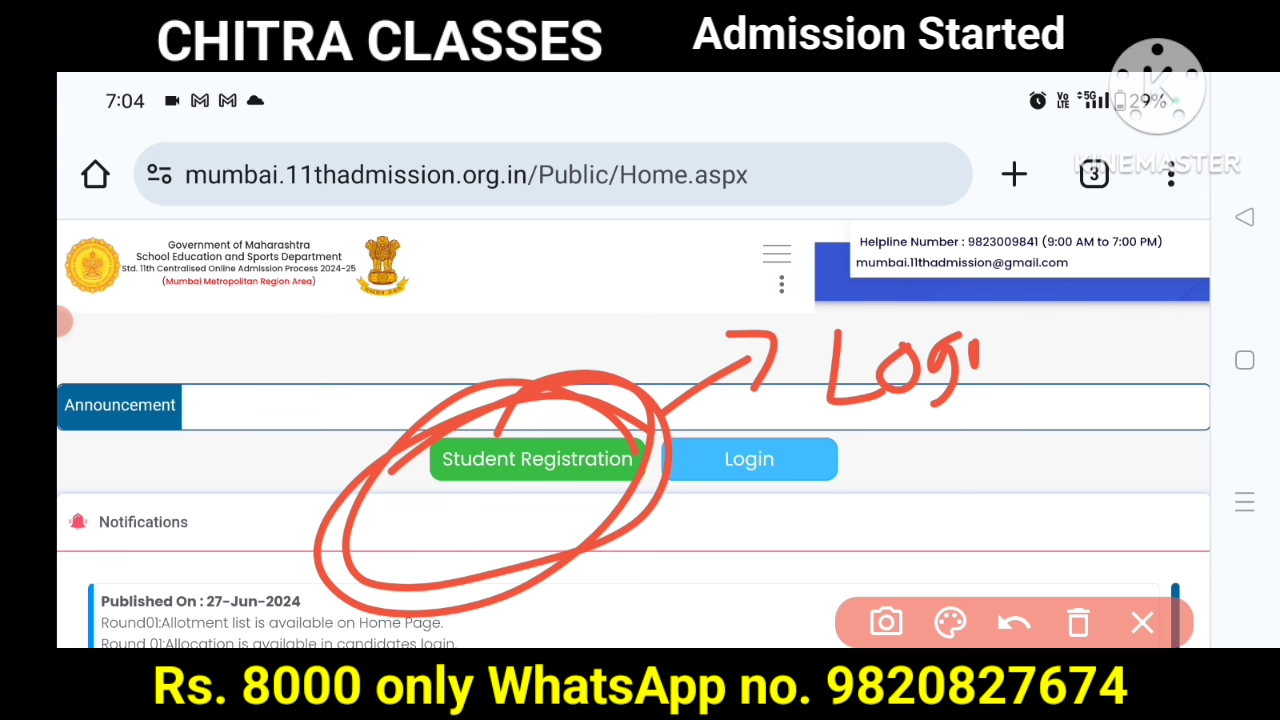 CHITRA CLASSES
Admission Started
7:04
Vo LTE 5G 29%
KINEMASTER
mumbai.11thadmission.org.in/Public/Home.aspx
3
Government of Maharashtra
School Education and Sports Department
Std. 11th Centralised Online Admission Process 2024-25
(Mumbai Metropolitan Region Area)
Helpline Number : 9823009841 (9:00 AM to 7:00 PM)
mumbai.11thadmission@gmail.com
Logi
Announcement
Student Registration
Login
Notifications
Published On : 27-Jun-2024
Round01:Allotment list is available on Home Page.
Round 01:Allocation is available in candidates login.
Rs. 8000 only WhatsApp no. 9820827674